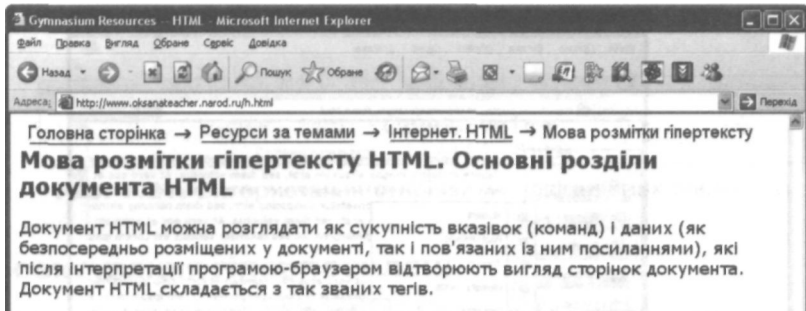 Gymnasium Resources -- HTML - Microsoft Internet Explorer
Файл Правка Вигляд Обране Сервіс Довідка
Назад Пошук Обране
Адреса: http://www.oksanateacher.narod.ru/h.html Перехід
Головна сторінка → Ресурси за темами → Інтернет. HTML → Мова розмітки гіпертексту
Мова розмітки гіпертексту HTML. Основні розділи
документа HTML
Документ HTML можна розглядати як сукупність вказівок (команд) і даних (як
безпосередньо розміщених у документі, так і пов'язаних із ним посиланнями), які
після інтерпретації програмою-браузером відтворюють вигляд сторінок документа.
Документ HTML складається з так званих тегів.